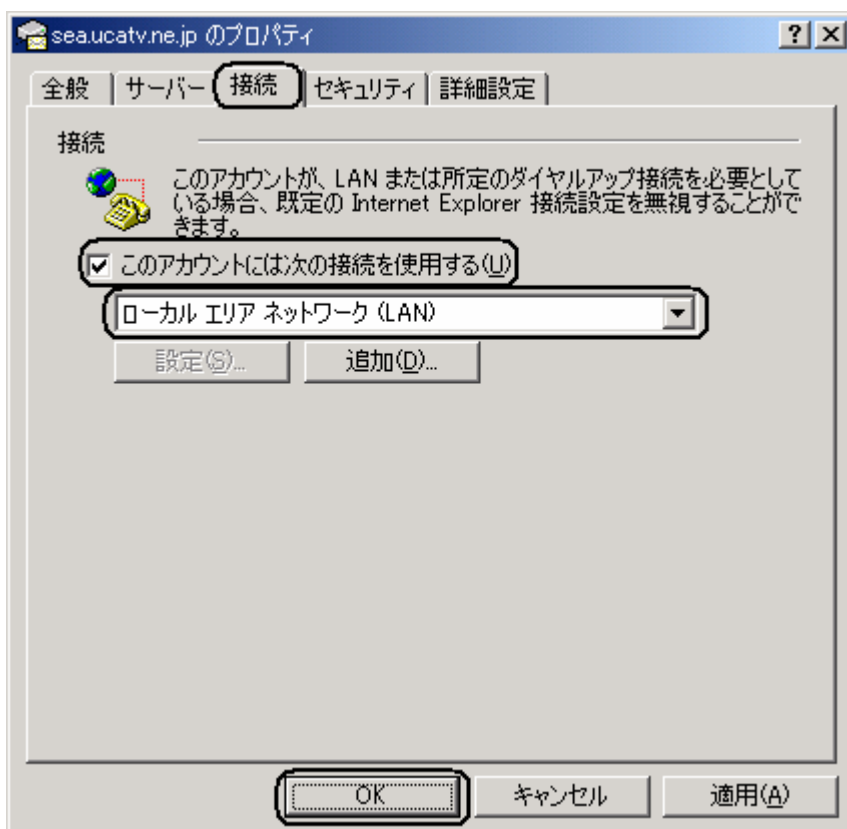 sea.ucatv.ne.jp のプロパティ
全般 サーバー 接続 セキュリティ 詳細設定
接続
このアカウントが、LAN または所定のダイヤルアップ接続を必要として
いる場合、既定の Internet Explorer 接続設定を無視することがで
きます。
このアカウントには次の接続を使用する(U)
ローカル エリア ネットワーク (LAN)
設定(S)... 追加(D)...
OK キャンセル 適用(A)